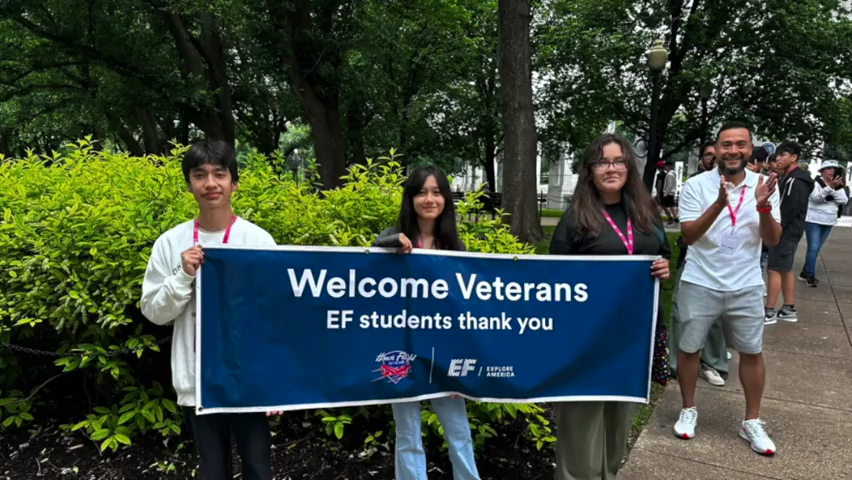 Welcome Veterans
EF students thank you
Honor Flight
EF / EXPLORE
AMERICA